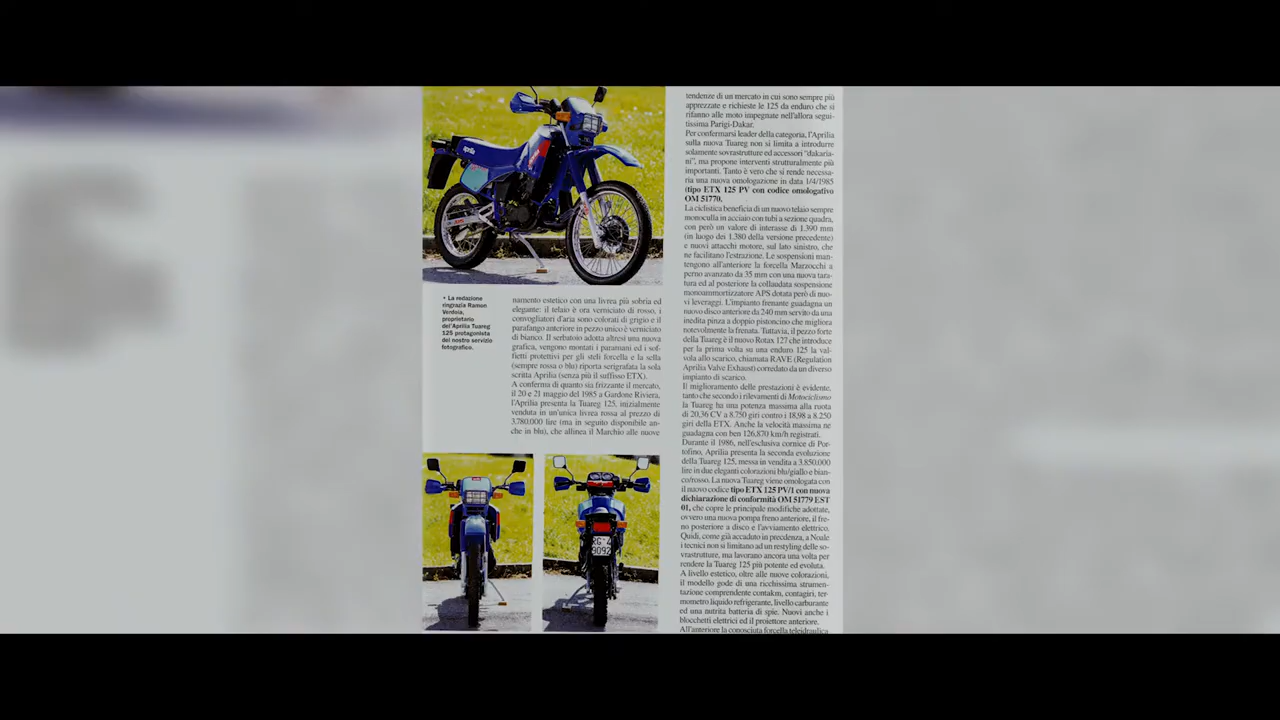 aprilia
• La redazione
ringrazia Ramon
Verdoia,
proprietario
dell'Aprilia Tuareg
125 protagonista
del nostro servizio
fotografico.
namento estetico con una livrea più sobria ed
elegante: il telaio è ora verniciato di rosso, i
convogliatori d'aria sono colorati di grigio e il
parafango anteriore in pezzo unico è verniciato
di bianco. Il serbatoio adotta altresì una nuova
grafica, vengono montati i paramani ed i sof-
fietti protettivi per gli steli forcella e la sella
(sempre rossa o blu) riporta serigrafata la sola
scritta Aprilia (senza più il suffisso ETX).
A conferma di quanto sia frizzante il mercato,
il 20 e 21 maggio del 1985 a Gardone Riviera,
l'Aprilia presenta la Tuareg 125, inizialmente
venduta in un'unica livrea rossa al prezzo di
3.780.000 lire (ma in seguito disponibile an-
che in blu), che allinea il Marchio alle nuove
RG 4
3092
tendenze di un mercato in cui sono sempre più
apprezzate e richieste le 125 da enduro che si
rifanno alle moto impegnate nell'allora segui-
tissima Parigi-Dakar.
Per confermarsi leader della categoria, l'Aprilia
sulla nuova Tuareg non si limita a introdurre
solamente sovrastrutture ed accessori "dakaria-
ni", ma propone interventi strutturalmente più
importanti. Tanto è vero che si rende necessa-
ria una nuova omologazione in data 1/4/1985
(tipo ETX 125 PV con codice omologativo
OM 51770.
La ciclistica beneficia di un nuovo telaio sempre
monoculla in acciaio con tubi a sezione quadra,
con però un valore di interasse di 1.390 mm
(in luogo dei 1.380 della versione precedente)
e nuovi attacchi motore, sul lato sinistro, che
ne facilitano l'estrazione. Le sospensioni man-
tengono all'anteriore la forcella Marzocchi a
perno avanzato da 35 mm con una nuova tara-
tura ed al posteriore la collaudata sospensione
monoammortizzatore APS dotata però di nuo-
vi leveraggi. L'impianto frenante guadagna un
nuovo disco anteriore da 240 mm servito da una
inedita pinza a doppio pistoncino che migliora
notevolmente la frenata. Tuttavia, il pezzo forte
della Tuareg è il nuovo Rotax 127 che introduce
per la prima volta su una enduro 125 la val-
vola allo scarico, chiamata RAVE (Regulation
Aprilia Valve Exhaust) corredato da un diverso
impianto di scarico.
Il miglioramento delle prestazioni è evidente,
tanto che secondo i rilevamenti di Motociclismo
la Tuareg ha una potenza massima alla ruota
di 20,36 CV a 8.750 giri contro i 18,98 a 8.250
giri della ETX. Anche la velocità massima ne
guadagna con ben 126,870 km/h registrati.
Durante il 1986, nell'esclusiva cornice di Por-
tofino, Aprilia presenta la seconda evoluzione
della Tuareg 125, messa in vendita a 3.850.000
lire in due eleganti colorazioni blu/giallo e bian-
co/rosso. La nuova Tuareg viene omologata con
il nuovo codice tipo ETX 125 PV/1 con nuova
dichiarazione di conformità OM 51779 EST
01, che copre le principale modifiche adottate,
ovvero una nuova pompa freno anteriore, il fre-
no posteriore a disco e l'avviamento elettrico.
Quidi, come già accaduto in precdenza, a Noale
i tecnici non si limitano ad un restyling delle so-
vrastrutture, ma lavorano ancora una volta per
rendere la Tuareg 125 più potente ed evoluta.
A livello estetico, oltre alle nuove colorazioni,
il modello gode di una ricchissima strumen-
tazione comprendente contakm, contagiri, ter-
mometro liquido refrigerante, livello carburante
ed una nutrita batteria di spie. Nuovi anche i
blocchetti elettrici ed il proiettore anteriore.
All'anteriore la conosciuta forcella teleidraulica